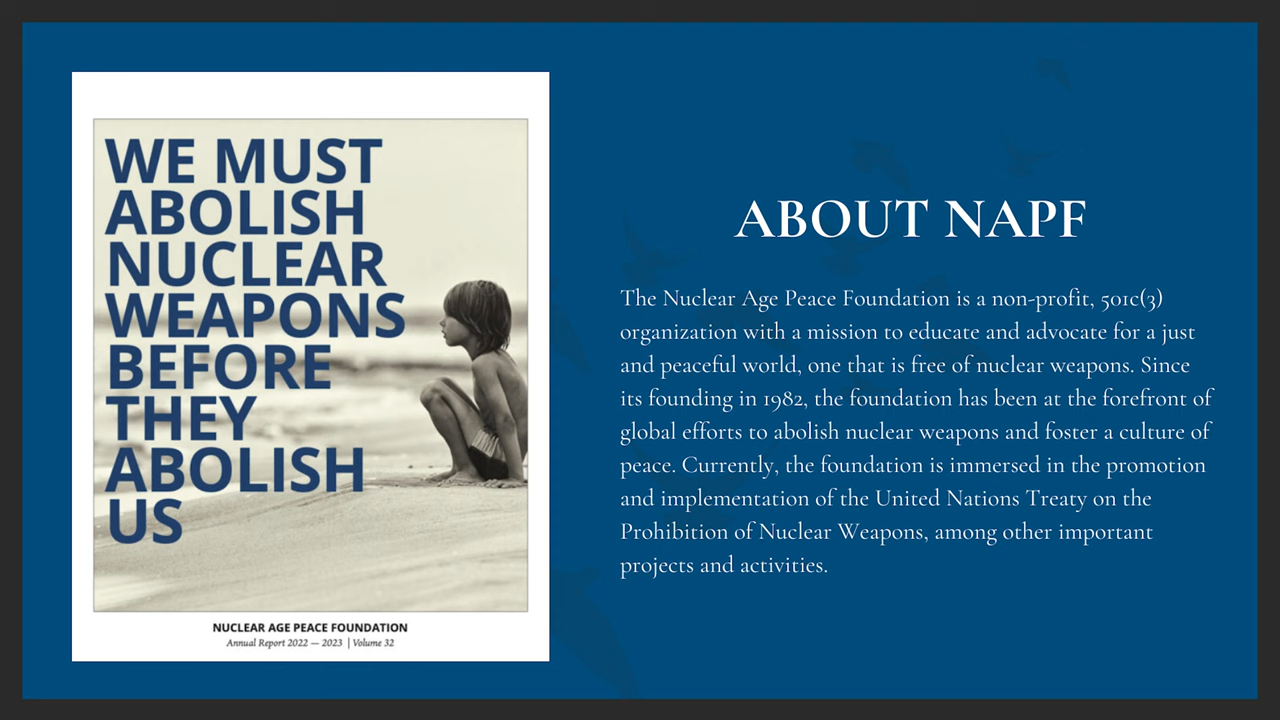 WE MUST
ABOLISH
NUCLEAR
WEAPONS
BEFORE
THEY
ABOLISH
US
NUCLEAR AGE PEACE FOUNDATION
Annual Report 2022 — 2023 | Volume 32
ABOUT NAPF
The Nuclear Age Peace Foundation is a non-profit, 501c(3)
organization with a mission to educate and advocate for a just
and peaceful world, one that is free of nuclear weapons. Since
its founding in 1982, the foundation has been at the forefront of
global efforts to abolish nuclear weapons and foster a culture of
peace. Currently, the foundation is immersed in the promotion
and implementation of the United Nations Treaty on the
Prohibition of Nuclear Weapons, among other important
projects and activities.